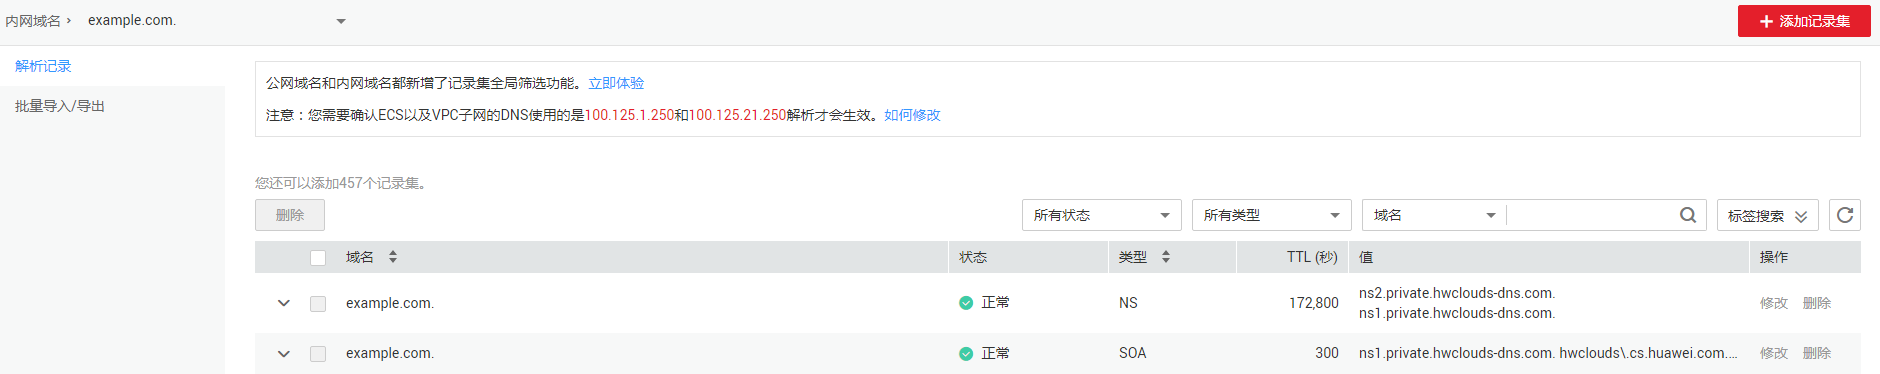 内网域名 › example.com.
添加记录集
解析记录
批量导入/导出
公网域名和内网域名都新增了记录集全局筛选功能。立即体验
注意：您需要确认ECS以及VPC子网的DNS使用的是100.125.1.250和100.125.21.250解析才会生效。如何修改
您还可以添加457个记录集。
删除 所有状态 所有类型 域名 标签搜索
域名 状态 类型 TTL (秒) 值 操作
example.com. 正常 NS 172,800 ns2.private.hwclouds-dns.com. 修改 删除
ns1.private.hwclouds-dns.com.
example.com. 正常 SOA 300 ns1.private.hwclouds-dns.com. hwclouds\.cs.huawei.com.... 修改 删除